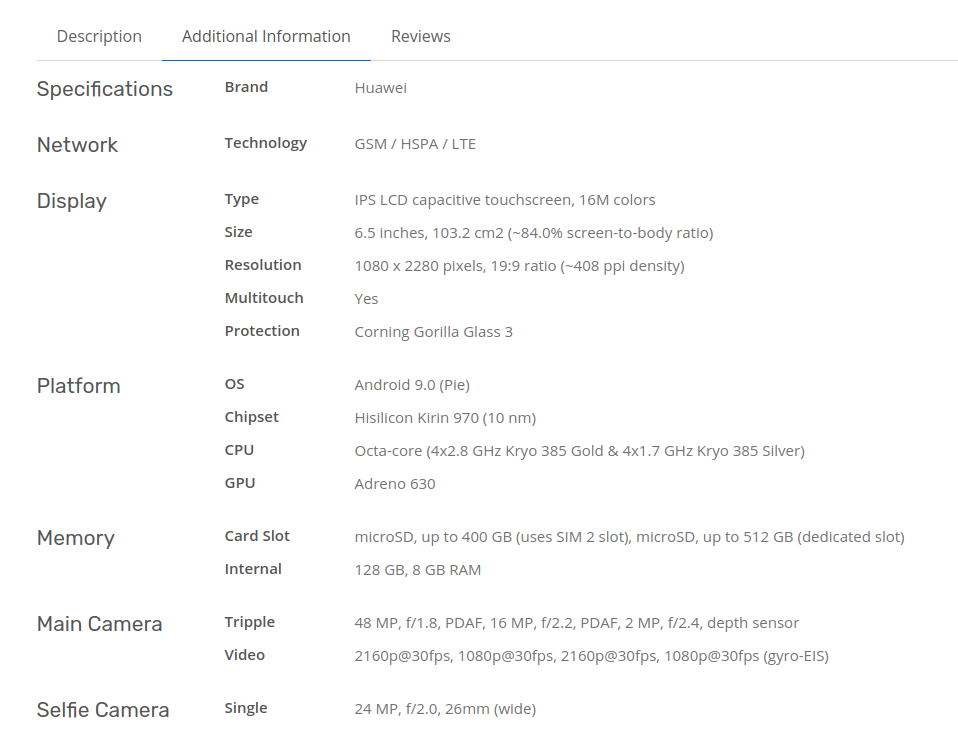 Description Additional Information Reviews
Specifications Brand Huawei
Network Technology GSM / HSPA / LTE
Display Type IPS LCD capacitive touchscreen, 16M colors
Size 6.5 inches, 103.2 cm2 (~84.0% screen-to-body ratio)
Resolution 1080 x 2280 pixels, 19:9 ratio (~408 ppi density)
Multitouch Yes
Protection Corning Gorilla Glass 3
Platform OS Android 9.0 (Pie)
Chipset Hisilicon Kirin 970 (10 nm)
CPU Octa-core (4x2.8 GHz Kryo 385 Gold & 4x1.7 GHz Kryo 385 Silver)
GPU Adreno 630
Memory Card Slot microSD, up to 400 GB (uses SIM 2 slot), microSD, up to 512 GB (dedicated slot)
Internal 128 GB, 8 GB RAM
Main Camera Tripple 48 MP, f/1.8, PDAF, 16 MP, f/2.2, PDAF, 2 MP, f/2.4, depth sensor
Video 2160p@30fps, 1080p@30fps, 2160p@30fps, 1080p@30fps (gyro-EIS)
Selfie Camera Single 24 MP, f/2.0, 26mm (wide)